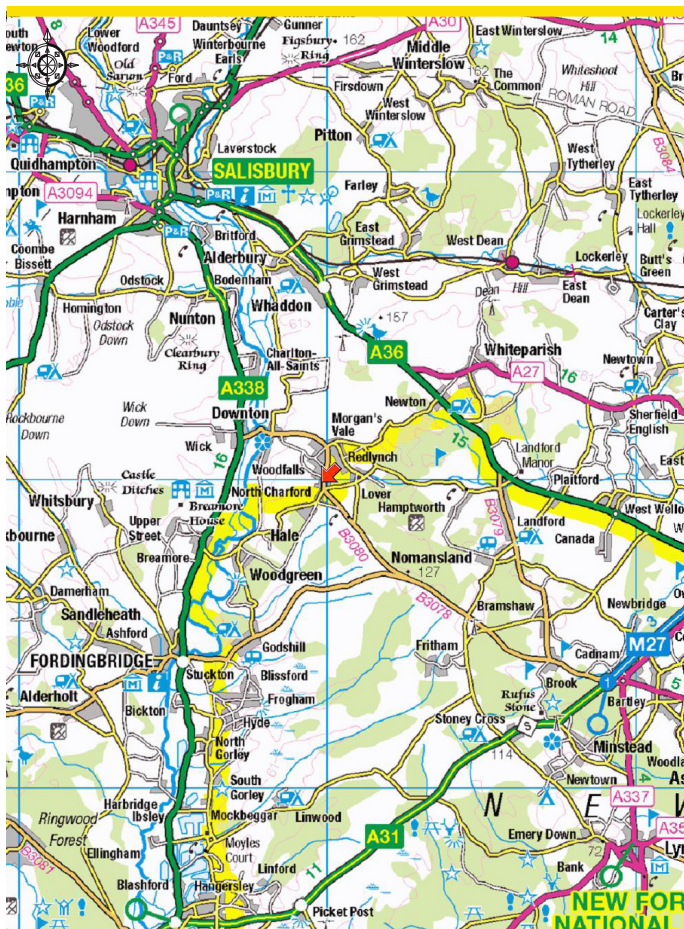 A345
Lower
Woodford
Dauntsey
Gunner
A30
East Winterslow
14
Winterbourne
Earls
Figsbury
Ring
162
Middle
Winterslow
Old
Sarum
P&R
Ford
Firsdown
162
The
Common
Whiteshoot
Hill
ROMAN ROAD
36
P&R
West
Winterslow
B3084
Laverstock
Pitton
West
Tytherley
Quidhampton
SALISBURY
A3094
P&R
Farley
East
Tytherley
Harnham
P&R
Britford
East
Grimstead
West Dean
Lockerley
Hall
Coombe
Bissett
Alderbury
Lockerley
Butt's
Green
Odstock
Bodenham
West
Grimstead
Dean
Hill
East
Dean
Homington
Nunton
Whaddon
Carter's
Clay
Odstock
Down
Clearbury
Ring
Charlton-
All-Saints
157
A36
Whiteparish
Newtown
A338
A27
16
Rockbourne
Down
Wick
Down
Downton
Newton
Sherfield
English
Morgan's
Vale
15
Wick
16
Redlynch
Landford
Manor
Woodfalls
Castle
Ditches
Plaitford
North Charford
Lover
Whitsbury
Breamore
House
Hamptworth
B3079
Landford
West Wello
Upper
Street
Hale
B3080
Canada
Breamore
Nomansland
Woodgreen
127
Damerham
B3078
Bramshaw
Newbridge
Sandleheath
Ashford
3
M27
FORDINGBRIDGE
Godshill
Fritham
Cadnam
Stuckton
Blissford
Brook
1
5
Alderholt
Rufus
Stone
Bartley
Bickton
Frogham
Hyde
Stoney Cross
S
114
Minstead
North
Gorley
Newtown
South
Gorley
A337
4
Harbridge
Ibsley
Ringwood
Forest
Mockbeggar
Linwood
N E W
A31
Emery Down
Moyles
Court
72
Ellingham
B3081
11
Bank
Linford
Blashford
Hangersley
Picket Post
NEW FOR
NATIONAL